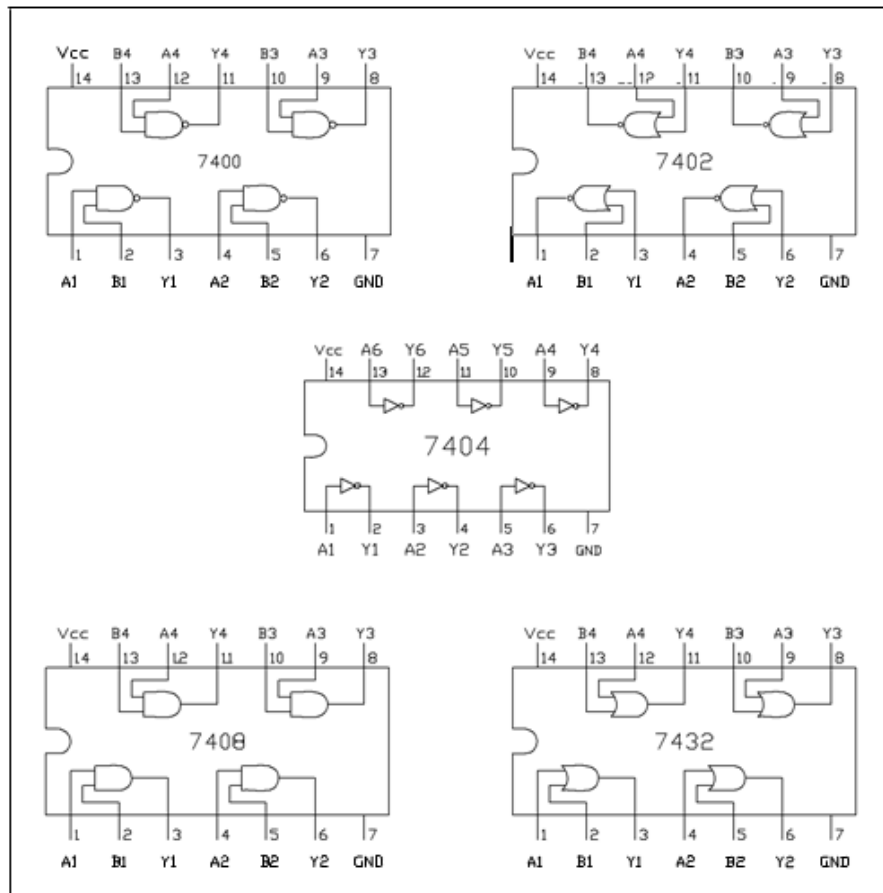 Vcc B4 A4 Y4 B3 A3 Y3
14 13 12 11 10 9 8
7400
1 2 3 4 5 6 7
A1 B1 Y1 A2 B2 Y2 GND
Vcc B4 A4 Y4 B3 A3 Y3
14 13 12 11 10 9 8
7402
1 2 3 4 5 6 7
A1 B1 Y1 A2 B2 Y2 GND
Vcc A6 Y6 A5 Y5 A4 Y4
14 13 12 11 10 9 8
7404
1 2 3 4 5 6 7
A1 Y1 A2 Y2 A3 Y3 GND
Vcc B4 A4 Y4 B3 A3 Y3
14 13 12 11 10 9 8
7408
1 2 3 4 5 6 7
A1 B1 Y1 A2 B2 Y2 GND
Vcc B4 A4 Y4 B3 A3 Y3
14 13 12 11 10 9 8
7432
1 2 3 4 5 6 7
A1 B1 Y1 A2 B2 Y2 GND